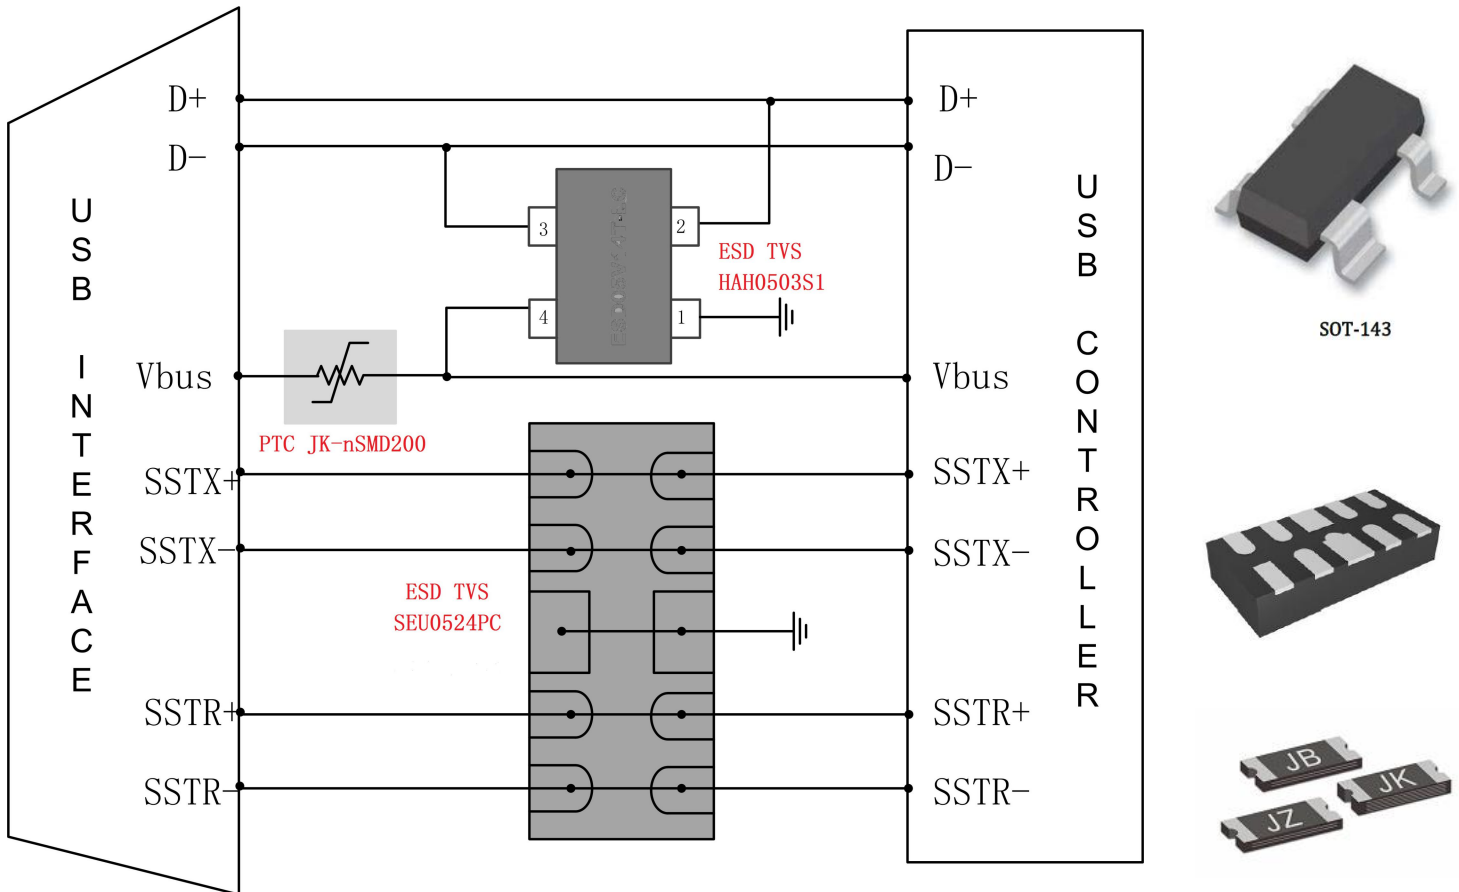 USB INTERFACE
D+
D-
Vbus
SSTX+
SSTX-
SSTR+
SSTR-
3
2
4
1
ESD TVS
HAH0503S1
PTC JK-nSMD200
ESD TVS
SEU0524PC
D+
D-
Vbus
SSTX+
SSTX-
SSTR+
SSTR-
USB CONTROLLER
SOT-143
JB
JK
JZ